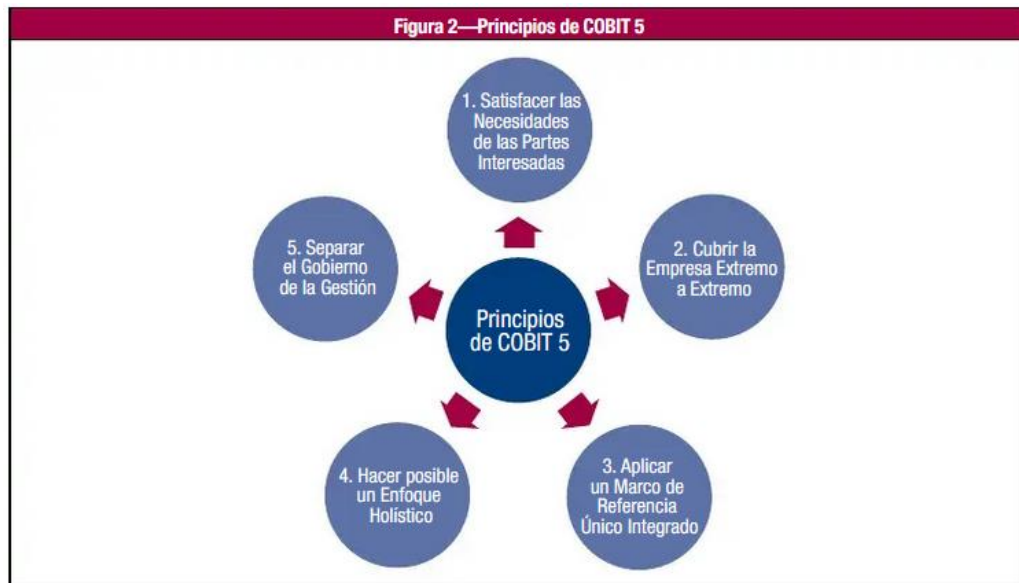 Figura 2—Principios de COBIT 5
1. Satisfacer las
Necesidades
de las Partes
Interesadas
2. Cubrir la
Empresa Extremo
a Extremo
3. Aplicar
un Marco de
Referencia
Único Integrado
4. Hacer posible
un Enfoque
Holístico
5. Separar
el Gobierno
de la Gestión
Principios
de COBIT 5